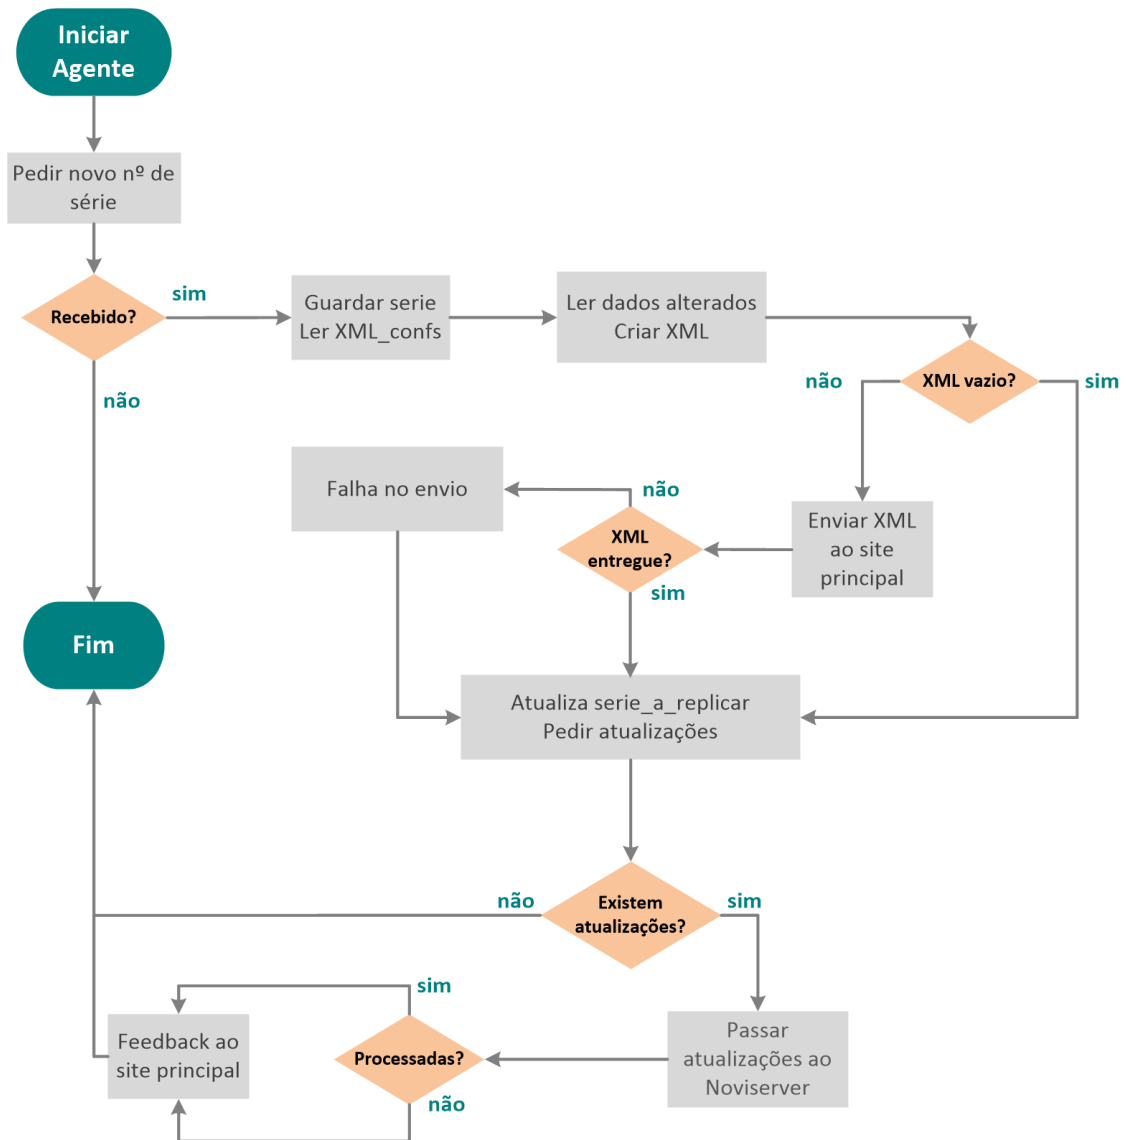 Iniciar
Agente
Pedir novo nº de
série
Recebido?
sim
não
Guardar serie
Ler XML_confs
Ler dados alterados
Criar XML
XML vazio?
não
sim
Enviar XML
ao site
principal
XML
entregue?
não
sim
Falha no envio
Fim
Atualiza serie_a_replicar
Pedir atualizações
Existem
atualizações?
não
sim
Passar
atualizações ao
Noviserver
Processadas?
sim
não
Feedback ao
site principal